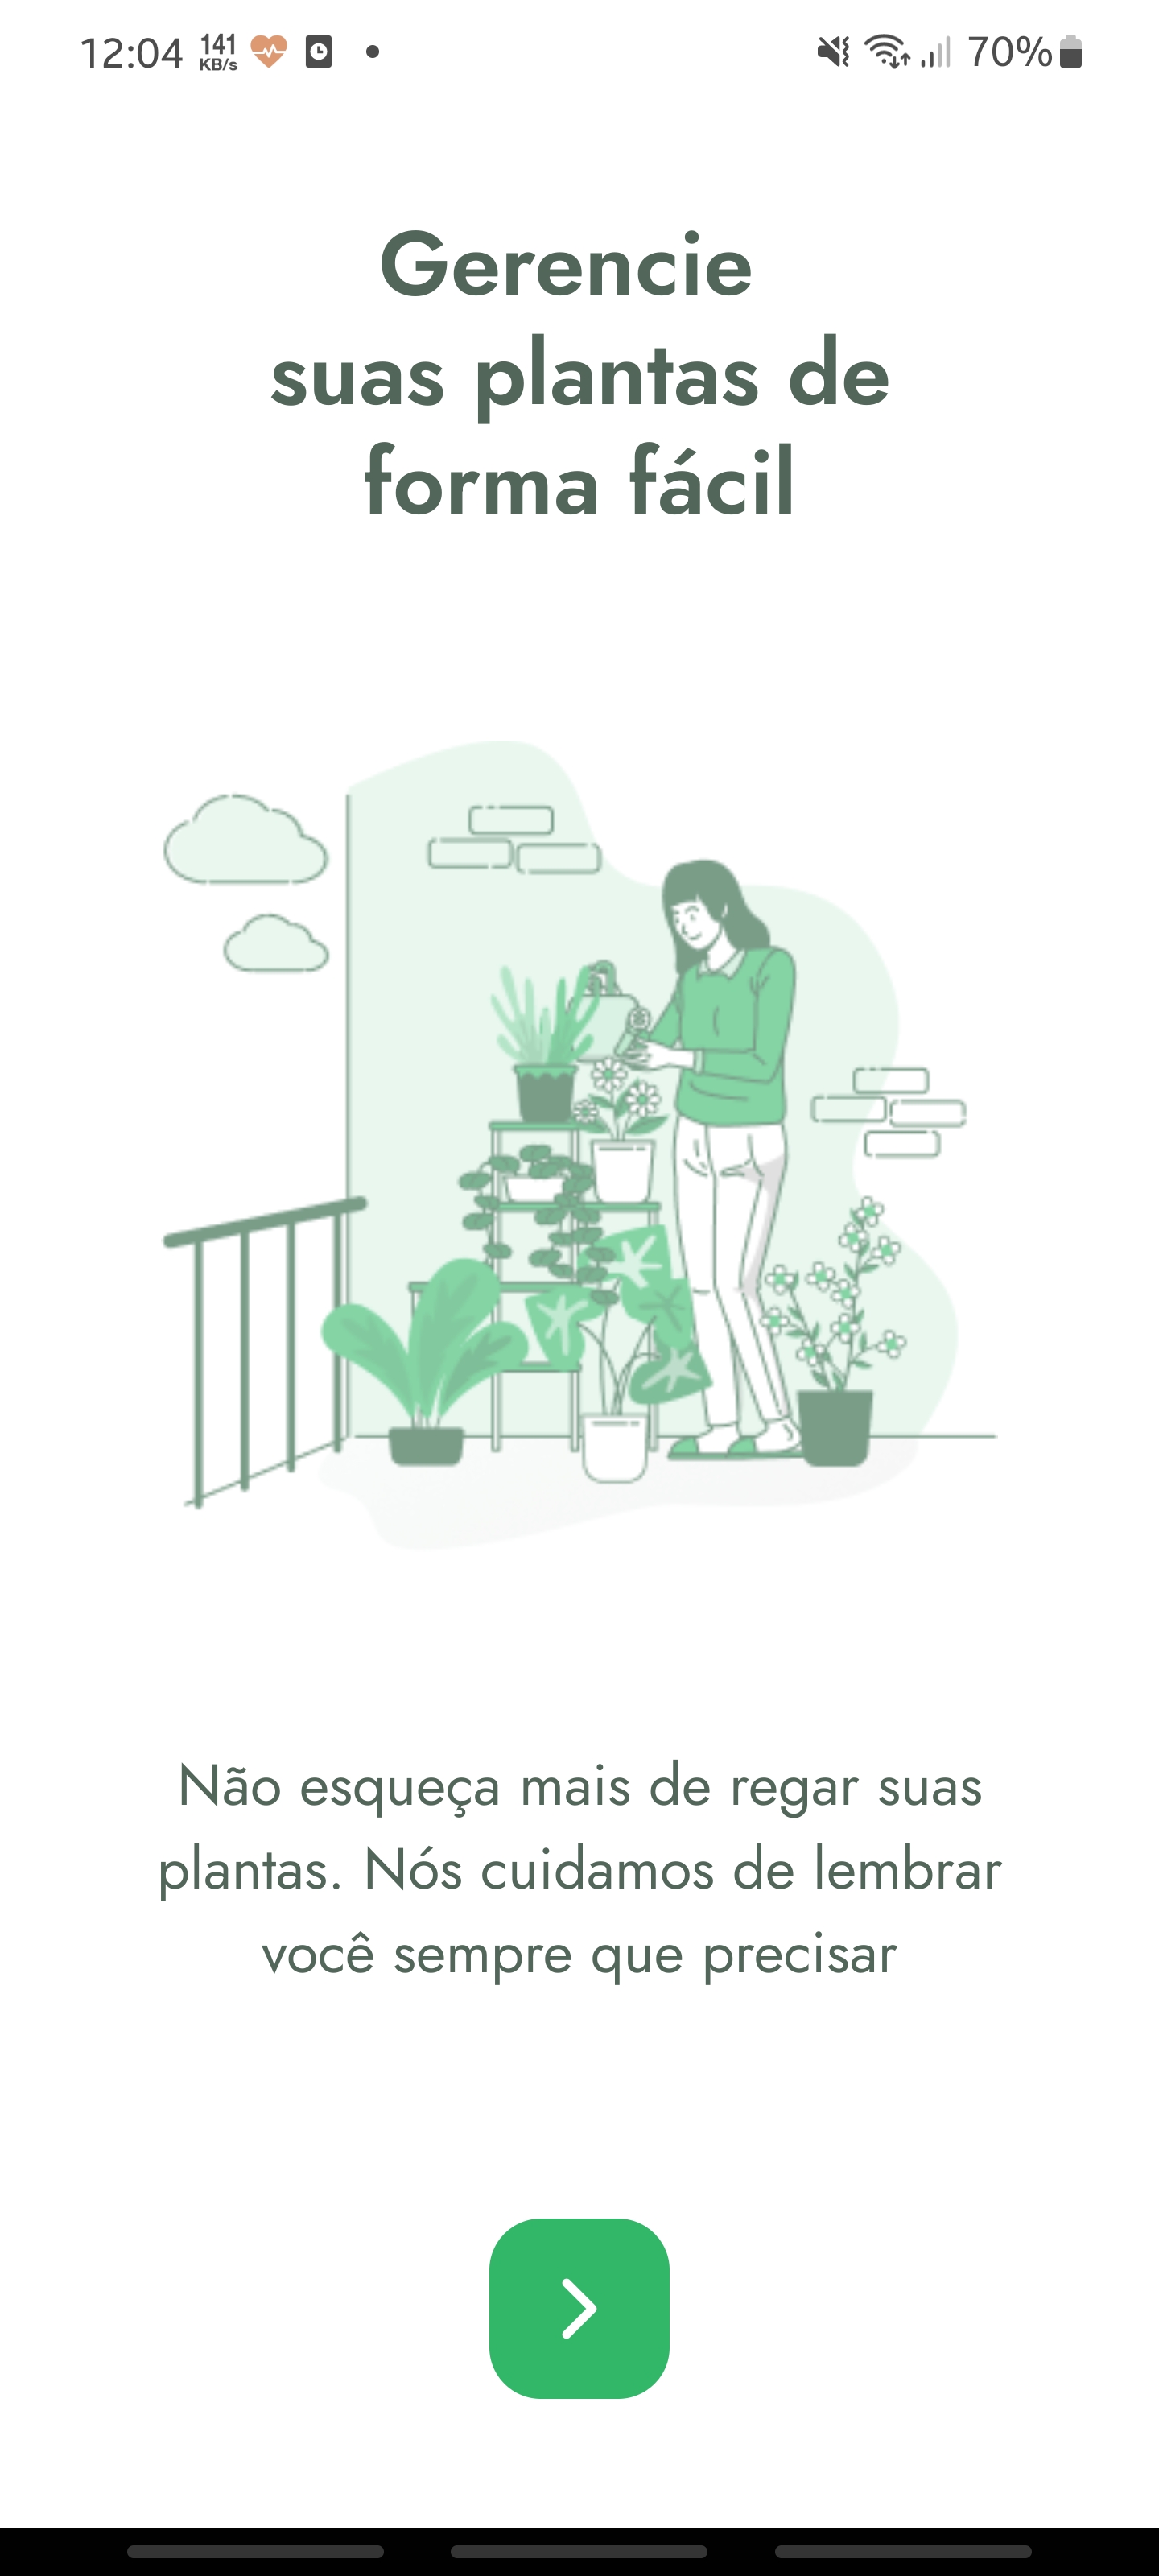 12:04 141 KB/s 70%
Gerencie
suas plantas de
forma fácil
Não esqueça mais de regar suas
plantas. Nós cuidamos de lembrar
você sempre que precisar